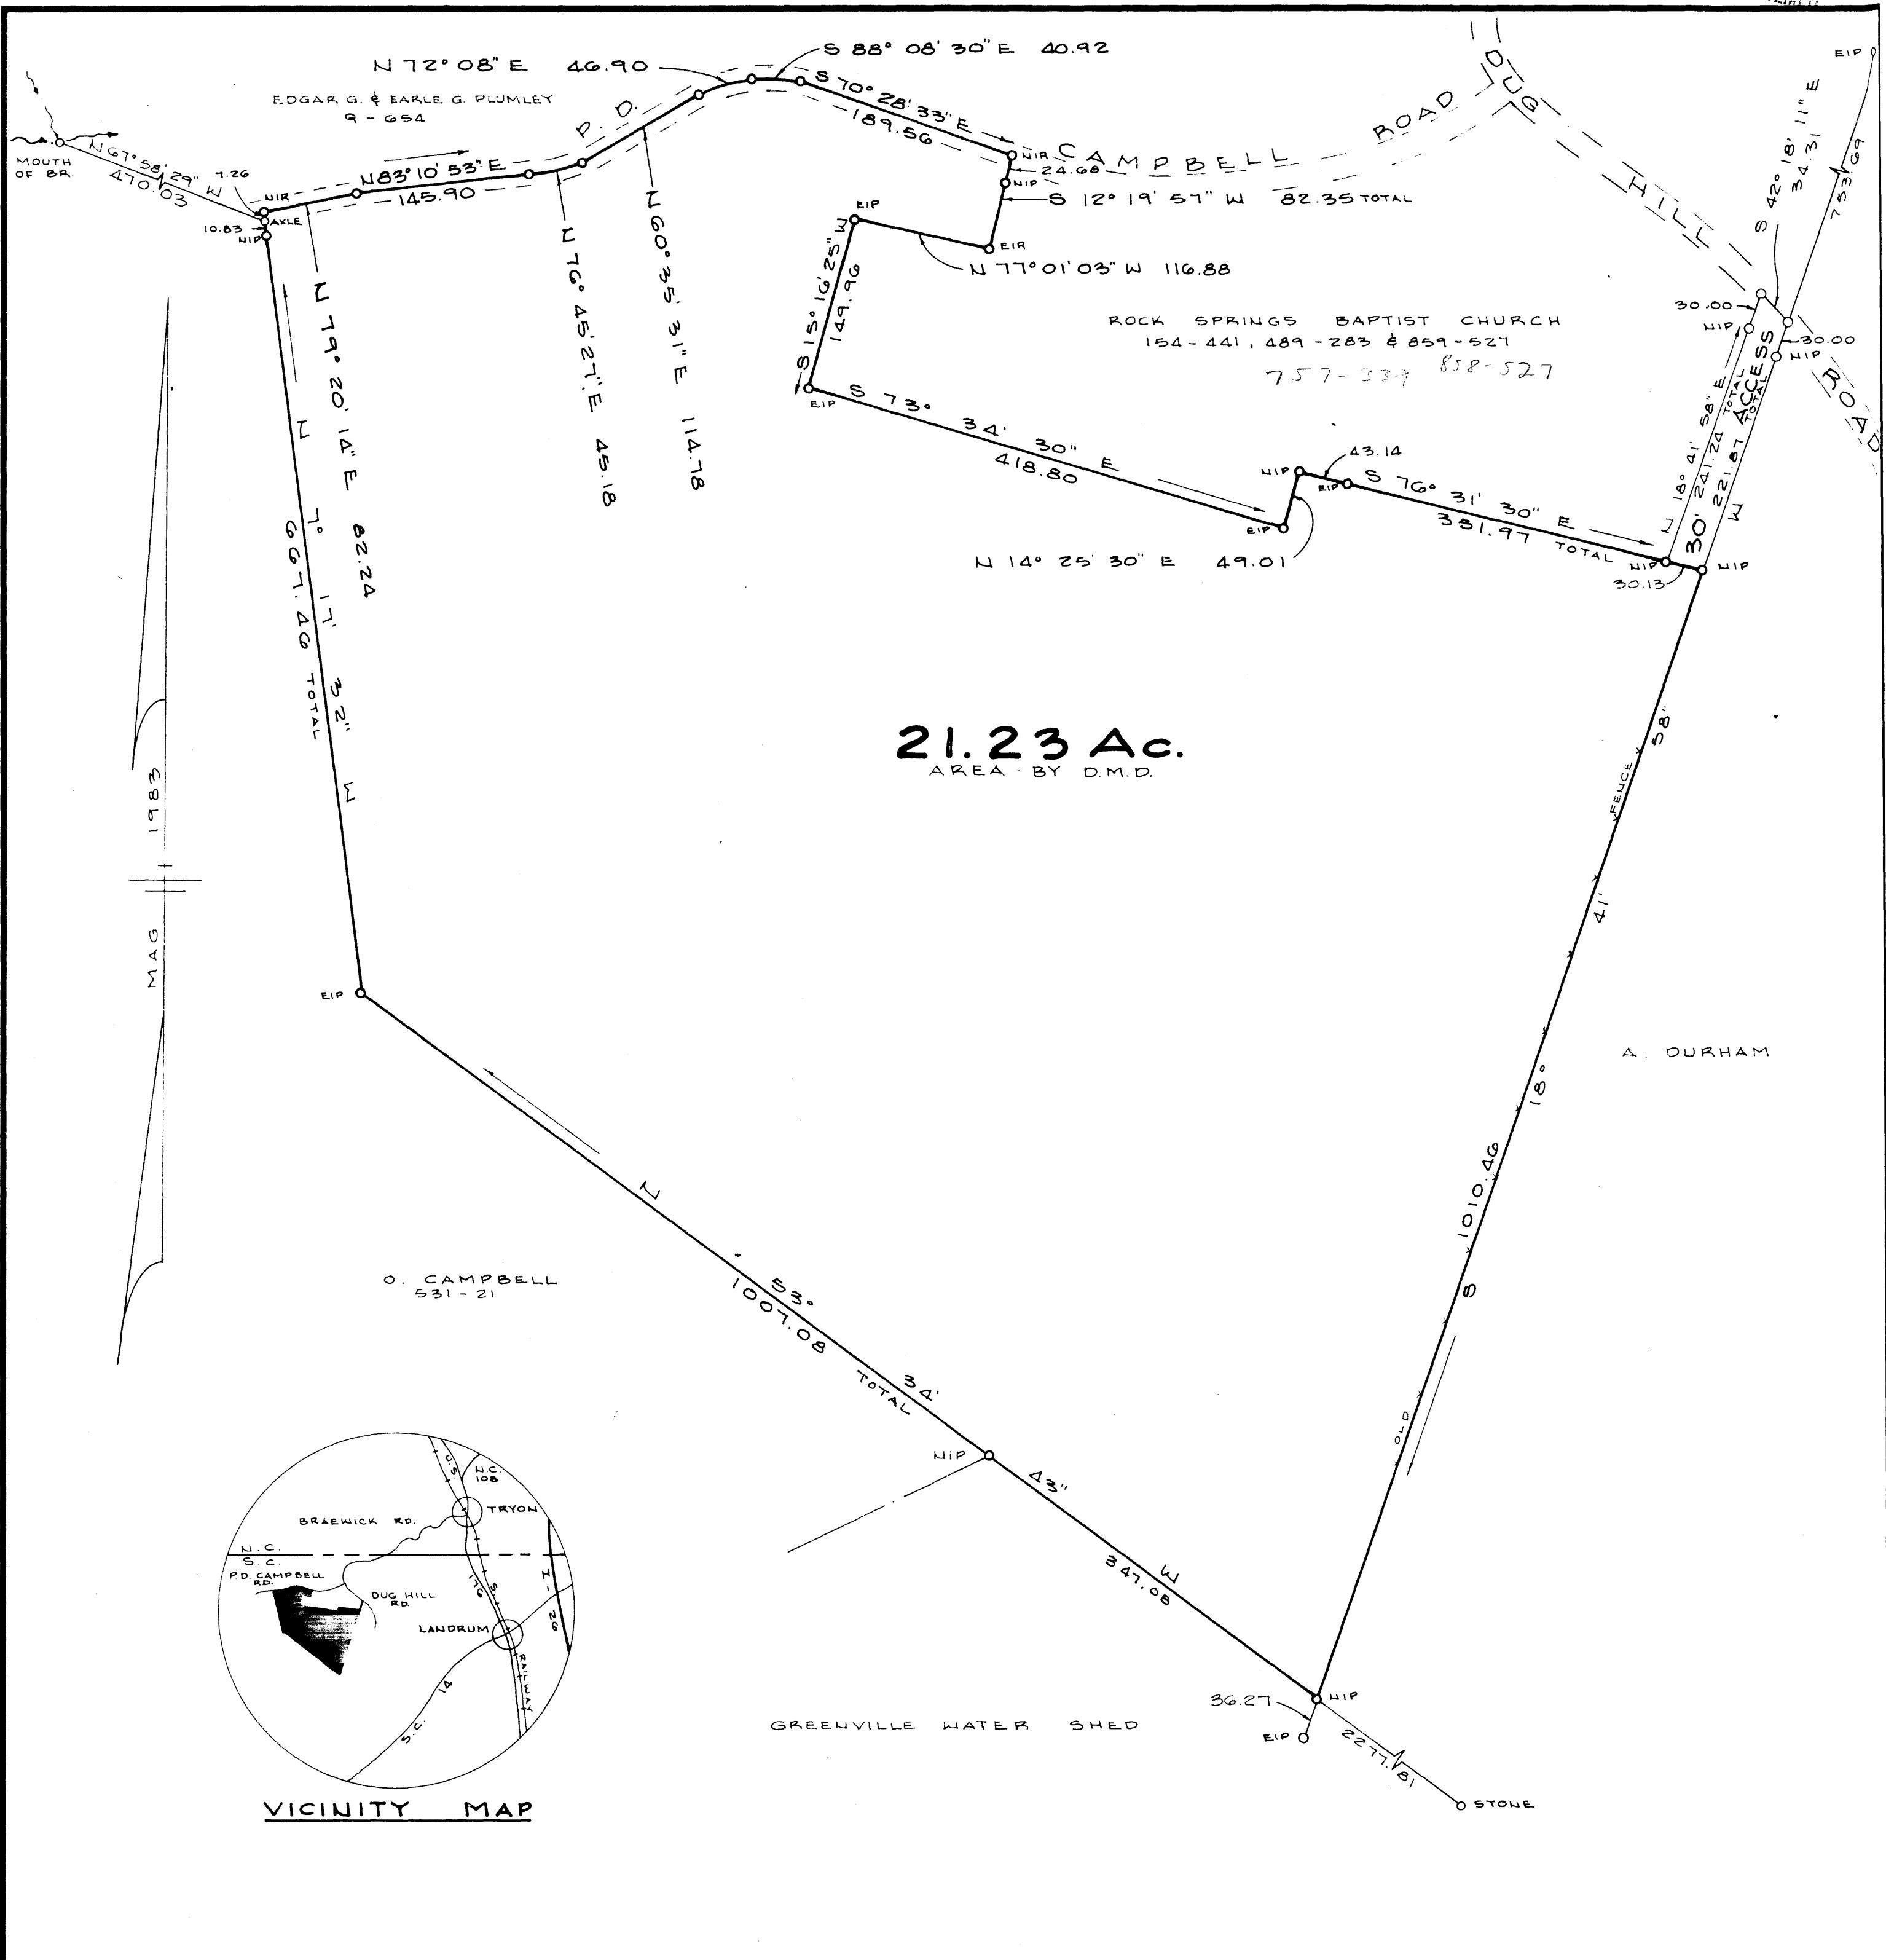 S 88° 08' 30" E 40.92
N 72° 08" E 46.90
EDGAR G. & EARLE G. PLUMLEY
9 - 654
MOUTH
OF BR.
N 67° 58' 29" W
470.03
7.26
NIR
AXLE
10.83
NIP
N 83° 10' 53" E
145.90
P. D. CAMPBELL ROAD
S 70° 28' 33" E
189.56
NIR
24.68
NIP
S 12° 19' 57" W 82.35 TOTAL
EIR
N 77° 01' 03" W 116.88
EIP
S 15° 16' 25" W
149.96
EIP
N 79° 20' 14" E 82.24
N 76° 45' 27" E 45.18
N 60° 35' 31" E 114.78
DUG HILL ROAD
EIP
753.69
S 42° 18' 11" E
34.31
30.00
NIP
30.00
NIP
ROCK SPRINGS BAPTIST CHURCH
154 - 441, 489 - 283 & 859 - 527
757-339 858-527
N 18° 41' 58" E
241.24 TOTAL
30' ACCESS
221.87 TOTAL
W
S 73° 34' 30" E
418.80
EIP
N 14° 25' 30" E 49.01
NIP
43.14
EIP
S 76° 31' 30" E
331.97 TOTAL
NIP
30.13
NIP
N 7° 17' 32" W
667.46 TOTAL
EIP
21.23 Ac.
AREA BY D.M.D.
MAG 1983
S 18° 41' 58"
1010.46
OLD FENCE
A. DURHAM
O. CAMPBELL
531 - 21
N 53° 34' 43" W
1007.08 TOTAL
NIP
347.08
NIP
36.27
EIP
2277.81
STONE
GREENVILLE WATER SHED
U.S. 176
N.C.
108
TRYON
BRAEWICK RD.
N.C.
S.C.
P.D. CAMPBELL
RD.
DUG HILL
RD.
LANDRUM
S. RAILWAY
I - 26
S.C. 14
VICINITY MAP